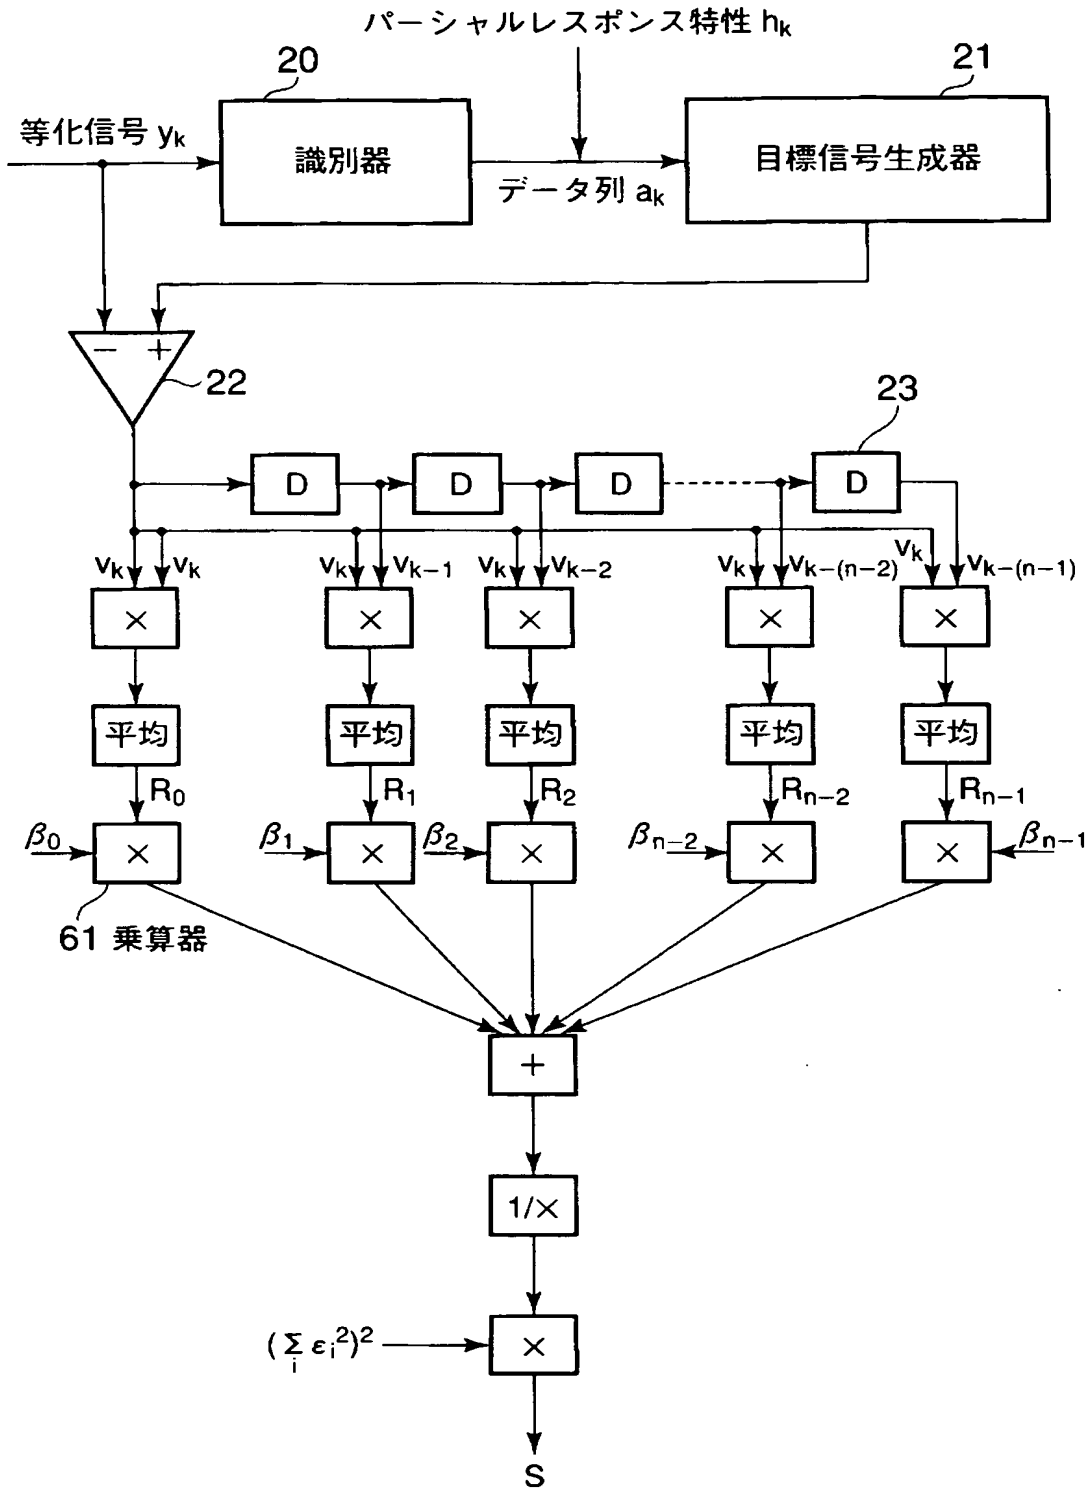 パーシャルレスポンス特性 hk
20
21
等化信号 yk
識別器
データ列 ak
目標信号生成器
− +
22
23
D D D D
vk vk vk vk−1 vk vk−2 vk vk−(n−2) vk vk−(n−1)
× × × × ×
平均 平均 平均 平均 平均
R0 R1 R2 Rn−2 Rn−1
β0 × β1 × β2 × βn−2 × × βn−1
61 乗算器
+
1/×
(Σi εi²)² ×
S